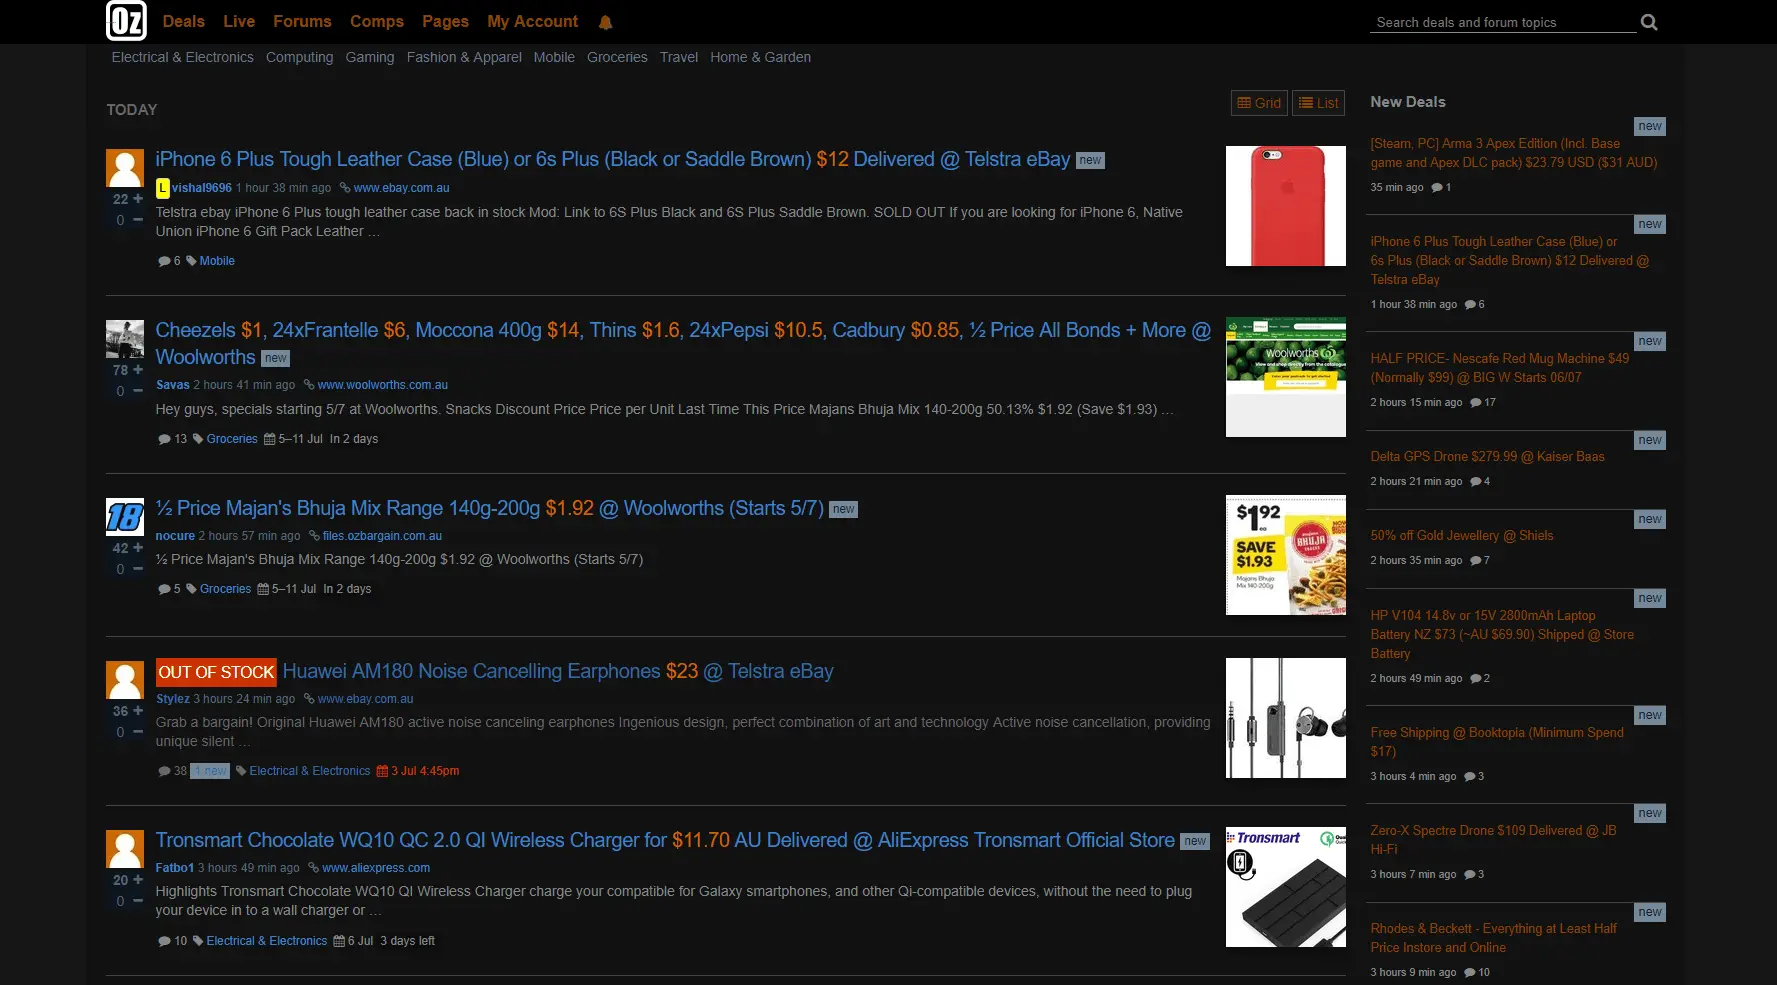 Oz Deals Live Forums Comps Pages My Account Search deals and forum topics
Electrical & Electronics Computing Gaming Fashion & Apparel Mobile Groceries Travel Home & Garden
TODAY
Grid List
iPhone 6 Plus Tough Leather Case (Blue) or 6s Plus (Black or Saddle Brown) $12 Delivered @ Telstra eBay new
L vishal9696 1 hour 38 min ago www.ebay.com.au
22 +
0 −
Telstra ebay iPhone 6 Plus tough leather case back in stock Mod: Link to 6S Plus Black and 6S Plus Saddle Brown. SOLD OUT If you are looking for iPhone 6, Native
Union iPhone 6 Gift Pack Leather …
6 Mobile
Cheezels $1, 24xFrantelle $6, Moccona 400g $14, Thins $1.6, 24xPepsi $10.5, Cadbury $0.85, ½ Price All Bonds + More @
Woolworths new
78 +
0 −
Savas 2 hours 41 min ago www.woolworths.com.au
Hey guys, specials starting 5/7 at Woolworths. Snacks Discount Price Price per Unit Last Time This Price Majans Bhuja Mix 140-200g 50.13% $1.92 (Save $1.93) …
13 Groceries 5–11 Jul In 2 days
Woolworths
View and shop directly from the catalogue
18
½ Price Majan's Bhuja Mix Range 140g-200g $1.92 @ Woolworths (Starts 5/7) new
nocure 2 hours 57 min ago files.ozbargain.com.au
42 +
0 −
½ Price Majan's Bhuja Mix Range 140g-200g $1.92 @ Woolworths (Starts 5/7)
5 Groceries 5–11 Jul In 2 days
$1.92
ea
SAVE
$1.93
Majans Bhuja
Mix 140-200g
BHUJA
OUT OF STOCK Huawei AM180 Noise Cancelling Earphones $23 @ Telstra eBay
Stylez 3 hours 24 min ago www.ebay.com.au
36 +
0 −
Grab a bargain! Original Huawei AM180 active noise canceling earphones Ingenious design, perfect combination of art and technology Active noise cancellation, providing
unique silent …
38 1 new Electrical & Electronics 3 Jul 4:45pm
Tronsmart Chocolate WQ10 QC 2.0 QI Wireless Charger for $11.70 AU Delivered @ AliExpress Tronsmart Official Store new
Fatbo1 3 hours 49 min ago www.aliexpress.com
20 +
0 −
Highlights Tronsmart Chocolate WQ10 QI Wireless Charger charge your compatible for Galaxy smartphones, and other Qi-compatible devices, without the need to plug
your device in to a wall charger or …
10 Electrical & Electronics 6 Jul 3 days left
Tronsmart
New Deals
new
[Steam, PC] Arma 3 Apex Edition (Incl. Base
game and Apex DLC pack) $23.79 USD ($31 AUD)
35 min ago 1
new
iPhone 6 Plus Tough Leather Case (Blue) or
6s Plus (Black or Saddle Brown) $12 Delivered @
Telstra eBay
1 hour 38 min ago 6
new
HALF PRICE- Nescafe Red Mug Machine $49
(Normally $99) @ BIG W Starts 06/07
2 hours 15 min ago 17
new
Delta GPS Drone $279.99 @ Kaiser Baas
2 hours 21 min ago 4
new
50% off Gold Jewellery @ Shiels
2 hours 35 min ago 7
new
HP V104 14.8v or 15V 2800mAh Laptop
Battery NZ $73 (~AU $69.90) Shipped @ Store
Battery
2 hours 49 min ago 2
new
Free Shipping @ Booktopia (Minimum Spend
$17)
3 hours 4 min ago 3
new
Zero-X Spectre Drone $109 Delivered @ JB
Hi-Fi
3 hours 7 min ago 3
new
Rhodes & Beckett - Everything at Least Half
Price Instore and Online
3 hours 9 min ago 10